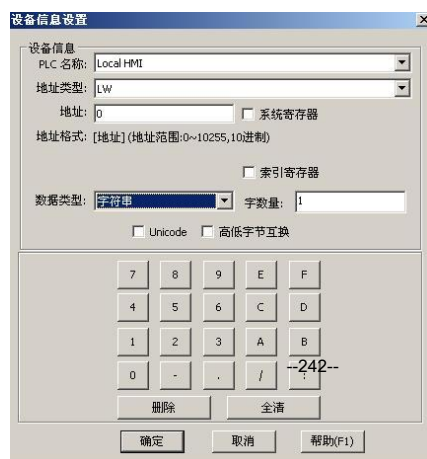 设备信息设置
设备信息
PLC 名称: Local HMI
地址类型: LW
地址: 0 系统寄存器
地址格式: [地址] (地址范围:0~10255,10进制)
索引寄存器
数据类型: 字符串 字数量: 1
Unicode 高低字节互换
7 8 9 E F
4 5 6 C D
1 2 3 A B
--242--
0 - . / :
删除 全清
确定 取消 帮助(F1)